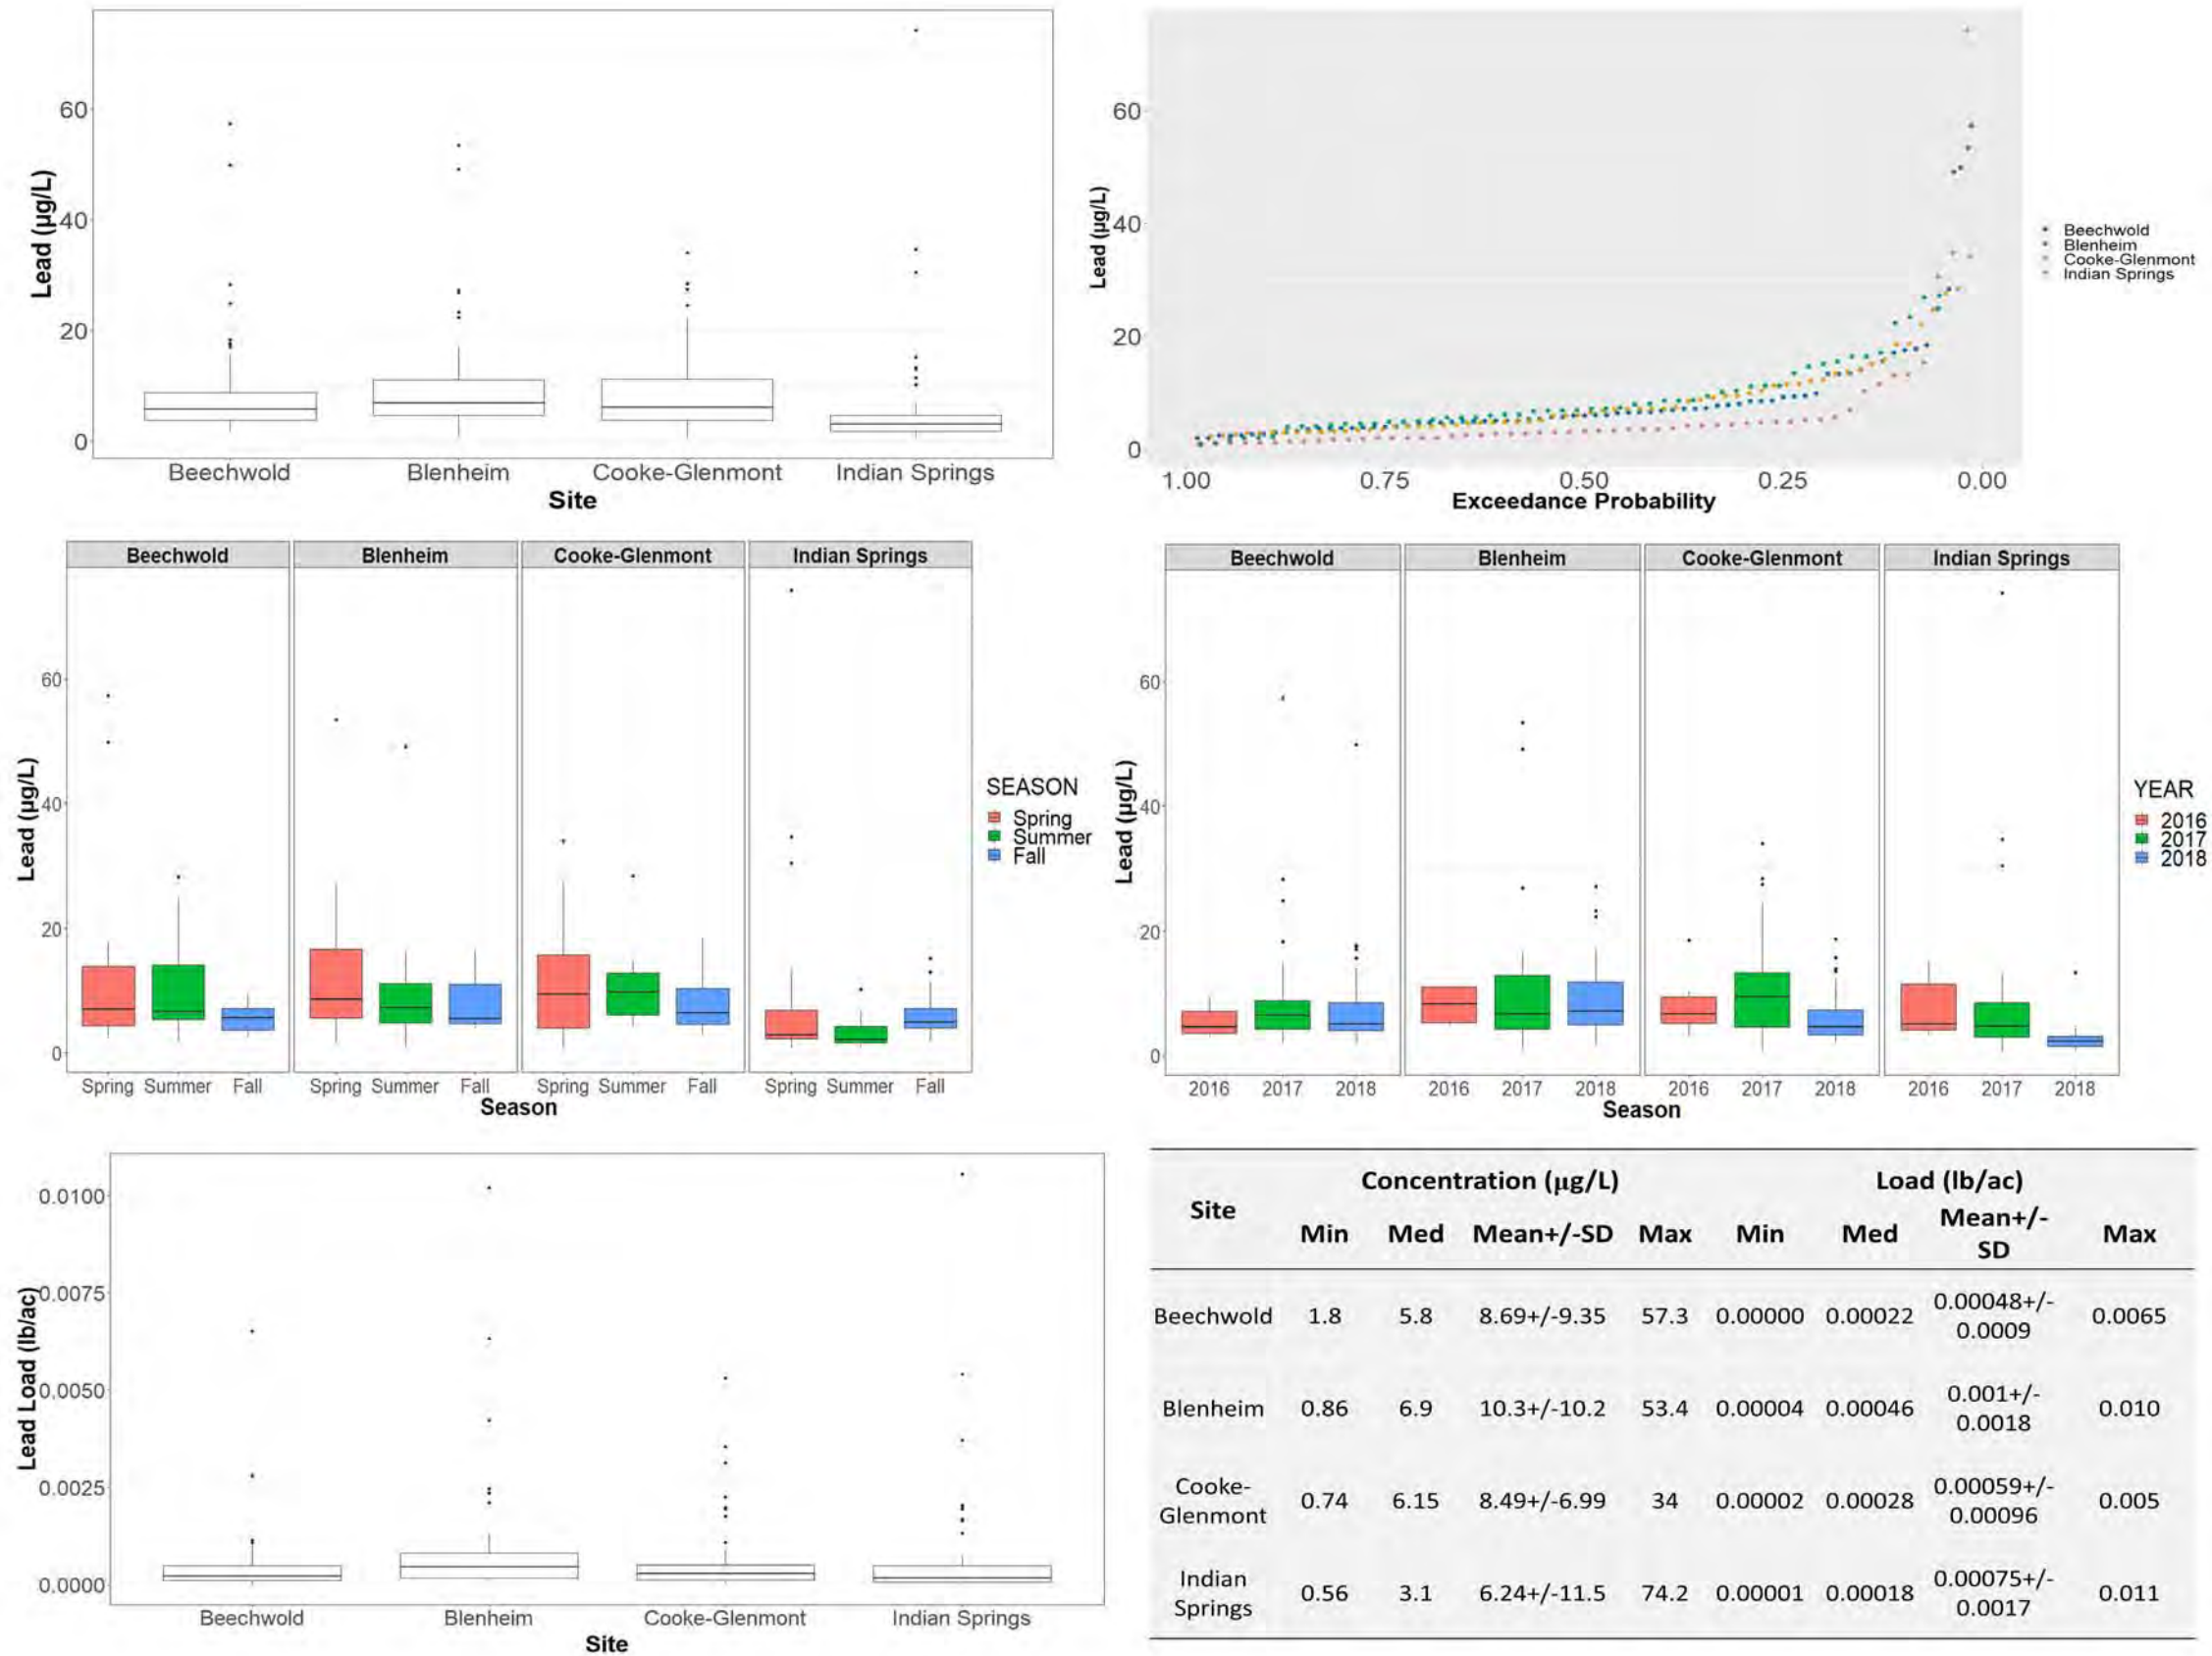 Lead (µg/L)
60
40
20
0
Beechwold Blenheim Cooke-Glenmont Indian Springs
Site
Lead (µg/L)
60
40
20
0
1.00 0.75 0.50 0.25 0.00
Exceedance Probability
Beechwold
Blenheim
Cooke-Glenmont
Indian Springs
Beechwold Blenheim Cooke-Glenmont Indian Springs
Lead (µg/L)
60
40
20
0
Spring Summer Fall Spring Summer Fall Spring Summer Fall Spring Summer Fall
Season
SEASON
Spring
Summer
Fall
Beechwold Blenheim Cooke-Glenmont Indian Springs
Lead (µg/L)
60
40
20
0
2016 2017 2018 2016 2017 2018 2016 2017 2018 2016 2017 2018
Season
YEAR
2016
2017
2018
Lead Load (lb/ac)
0.0100
0.0075
0.0050
0.0025
0.0000
Beechwold Blenheim Cooke-Glenmont Indian Springs
Site
Concentration (µg/L) Load (lb/ac)
Site Min Med Mean+/-SD Max Min Med Mean+/-
SD Max
Beechwold 1.8 5.8 8.69+/-9.35 57.3 0.00000 0.00022 0.00048+/-
0.0009 0.0065
Blenheim 0.86 6.9 10.3+/-10.2 53.4 0.00004 0.00046 0.001+/-
0.0018 0.010
Cooke-
Glenmont 0.74 6.15 8.49+/-6.99 34 0.00002 0.00028 0.00059+/-
0.00096 0.005
Indian
Springs 0.56 3.1 6.24+/-11.5 74.2 0.00001 0.00018 0.00075+/-
0.0017 0.011